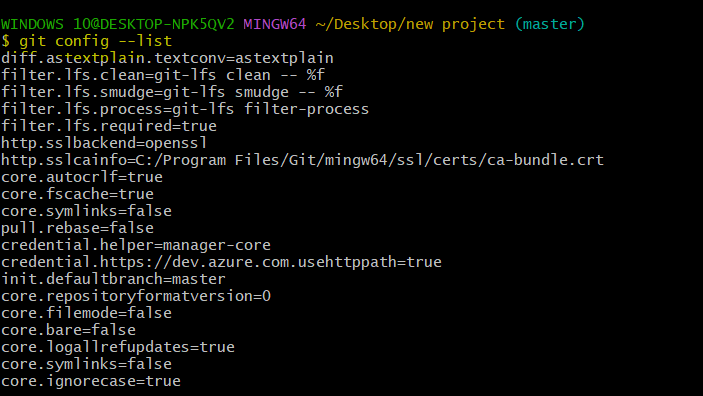 WINDOWS 10@DESKTOP-NPK5QV2 MINGW64 ~/Desktop/new project (master)
$ git config --list
diff.astextplain.textconv=astextplain
filter.lfs.clean=git-lfs clean -- %f
filter.lfs.smudge=git-lfs smudge -- %f
filter.lfs.process=git-lfs filter-process
filter.lfs.required=true
http.sslbackend=openssl
http.sslcainfo=C:/Program Files/Git/mingw64/ssl/certs/ca-bundle.crt
core.autocrlf=true
core.fscache=true
core.symlinks=false
pull.rebase=false
credential.helper=manager-core
credential.https://dev.azure.com.usehttppath=true
init.defaultbranch=master
core.repositoryformatversion=0
core.filemode=false
core.bare=false
core.logallrefupdates=true
core.symlinks=false
core.ignorecase=true